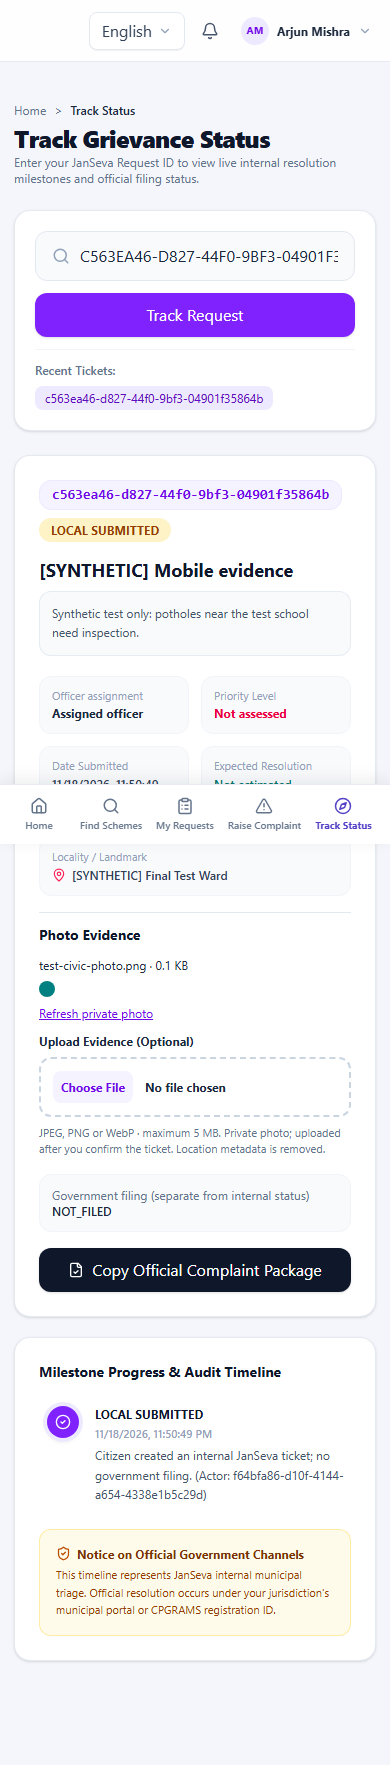 English
AM
Arjun Mishra
Home > Track Status
Track Grievance Status
Enter your JanSeva Request ID to view live internal resolution
milestones and official filing status.
C563EA46-D827-44F0-9BF3-04901F3
Track Request
Recent Tickets:
c563ea46-d827-44f0-9bf3-04901f35864b
c563ea46-d827-44f0-9bf3-04901f35864b
LOCAL SUBMITTED
[SYNTHETIC] Mobile evidence
Synthetic test only: potholes near the test school
need inspection.
Officer assignment
Assigned officer
Priority Level
Not assessed
Date Submitted
11/18/2026, 11:50:49
Expected Resolution
Not estimated
Home
Find Schemes
My Requests
Raise Complaint
Track Status
Locality / Landmark
[SYNTHETIC] Final Test Ward
Photo Evidence
test-civic-photo.png · 0.1 KB
Refresh private photo
Upload Evidence (Optional)
Choose File No file chosen
JPEG, PNG or WebP · maximum 5 MB. Private photo; uploaded
after you confirm the ticket. Location metadata is removed.
Government filing (separate from internal status)
NOT_FILED
Copy Official Complaint Package
Milestone Progress & Audit Timeline
LOCAL SUBMITTED
11/18/2026, 11:50:49 PM
Citizen created an internal JanSeva ticket; no
government filing. (Actor: f64bfa86-d10f-4144-
a654-4338e1b5c29d)
Notice on Official Government Channels
This timeline represents JanSeva internal municipal
triage. Official resolution occurs under your jurisdiction's
municipal portal or CPGRAMS registration ID.